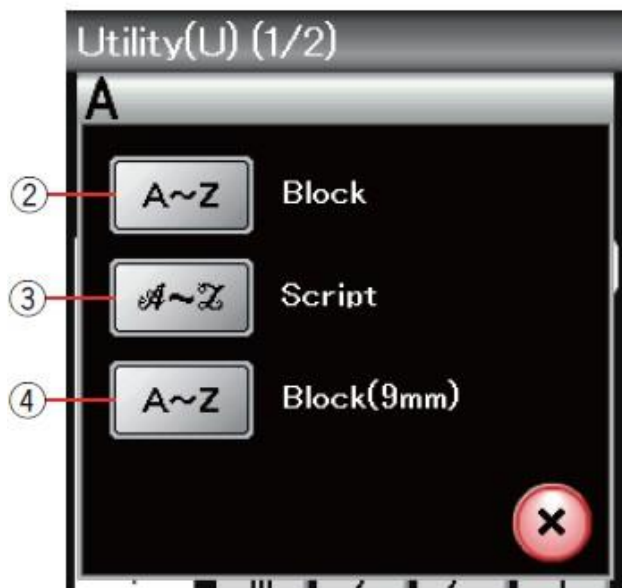 Utility(U) (1/2)
A
② A~Z Block
③ A~Z Script
④ A~Z Block(9mm)
×